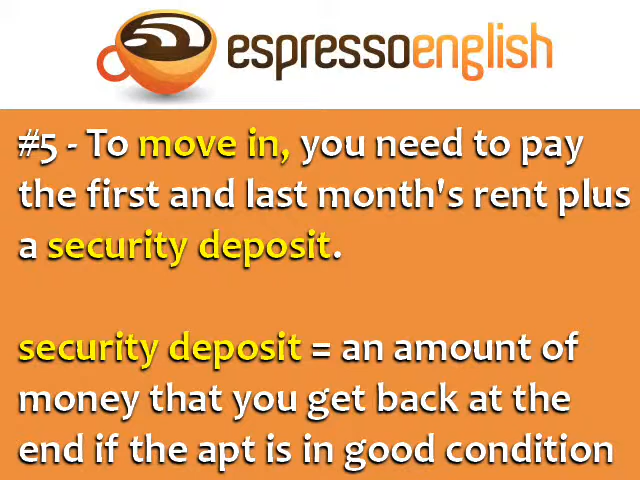 espressoenglish
#5 - To move in, you need to pay
the first and last month's rent plus
a security deposit.
security deposit = an amount of
money that you get back at the
end if the apt is in good condition